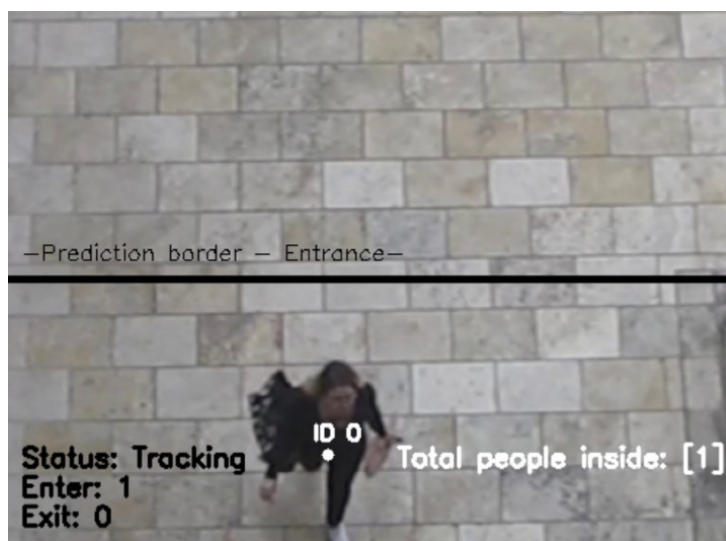 —Prediction border — Entrance—
ID 0
Status: Tracking
Total people inside: [1]
Enter: 1
Exit: 0